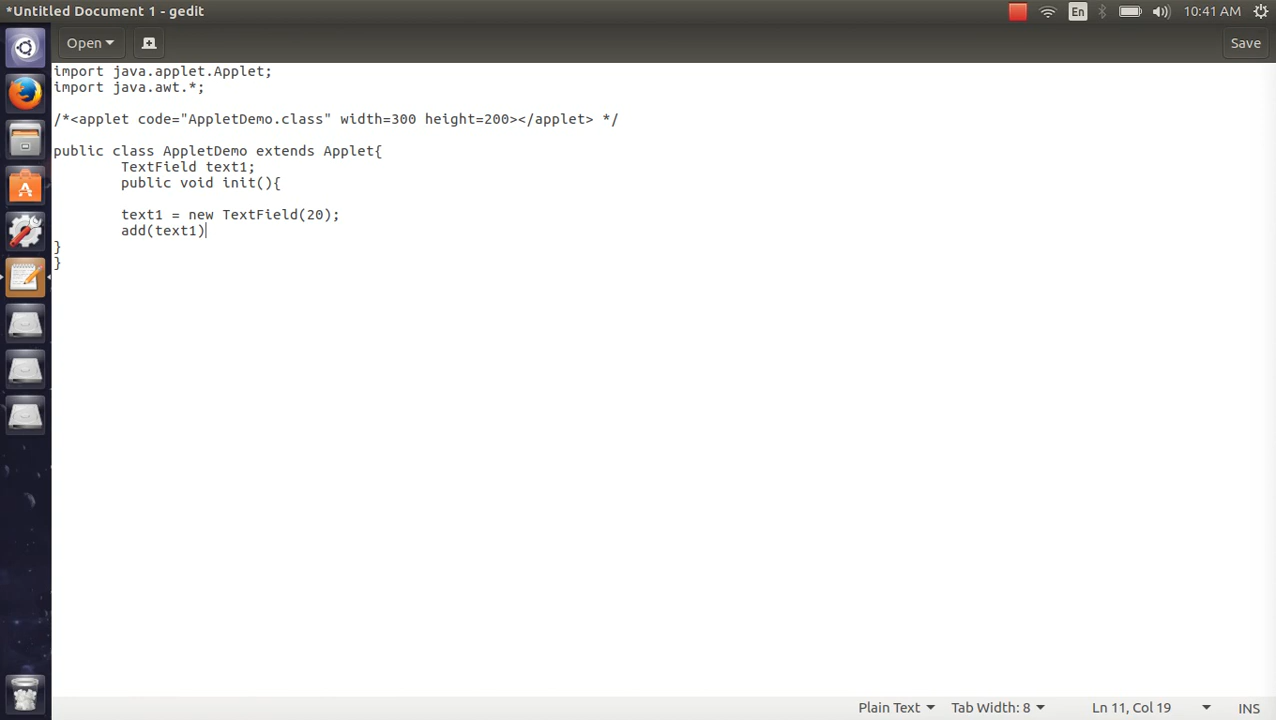 *Untitled Document 1 - gedit
En
10:41 AM
Open
Save
import java.applet.Applet;
import java.awt.*;
/*<applet code="AppletDemo.class" width=300 height=200></applet> */
public class AppletDemo extends Applet{
TextField text1;
public void init(){
text1 = new TextField(20);
add(text1)
}
}
Plain Text
Tab Width: 8
Ln 11, Col 19
INS